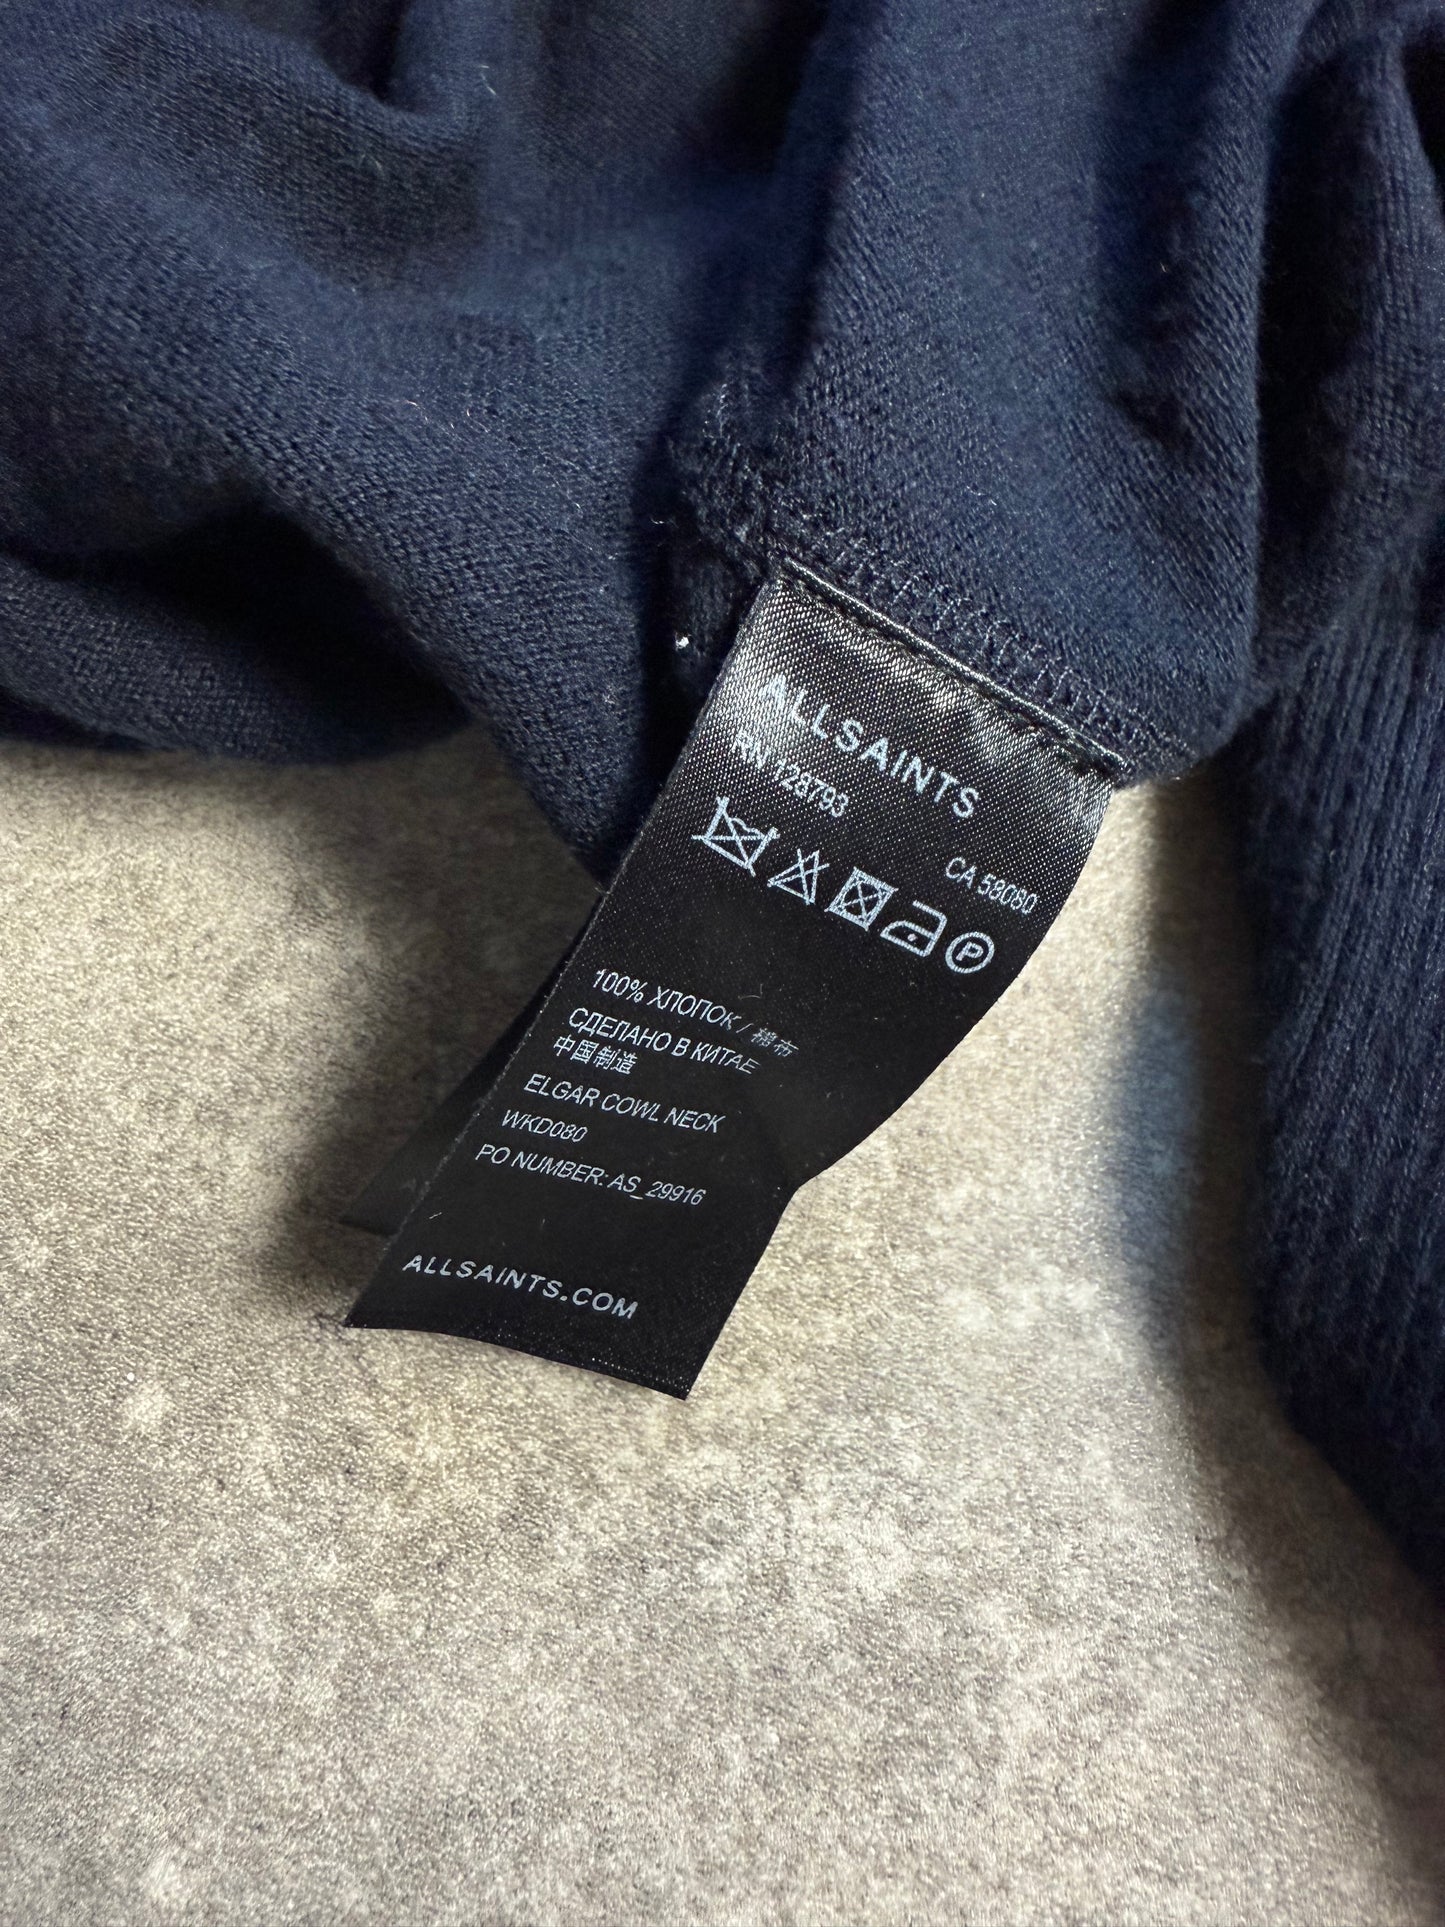 ALLSAINTS
RN 128793
CA 58080
P
100% ХЛОПОК / 棉布
СДЕЛАНО В КИТАЕ
中国制造
ELGAR COWL NECK
WKD080
PO NUMBER: AS_29916
ALLSAINTS.COM